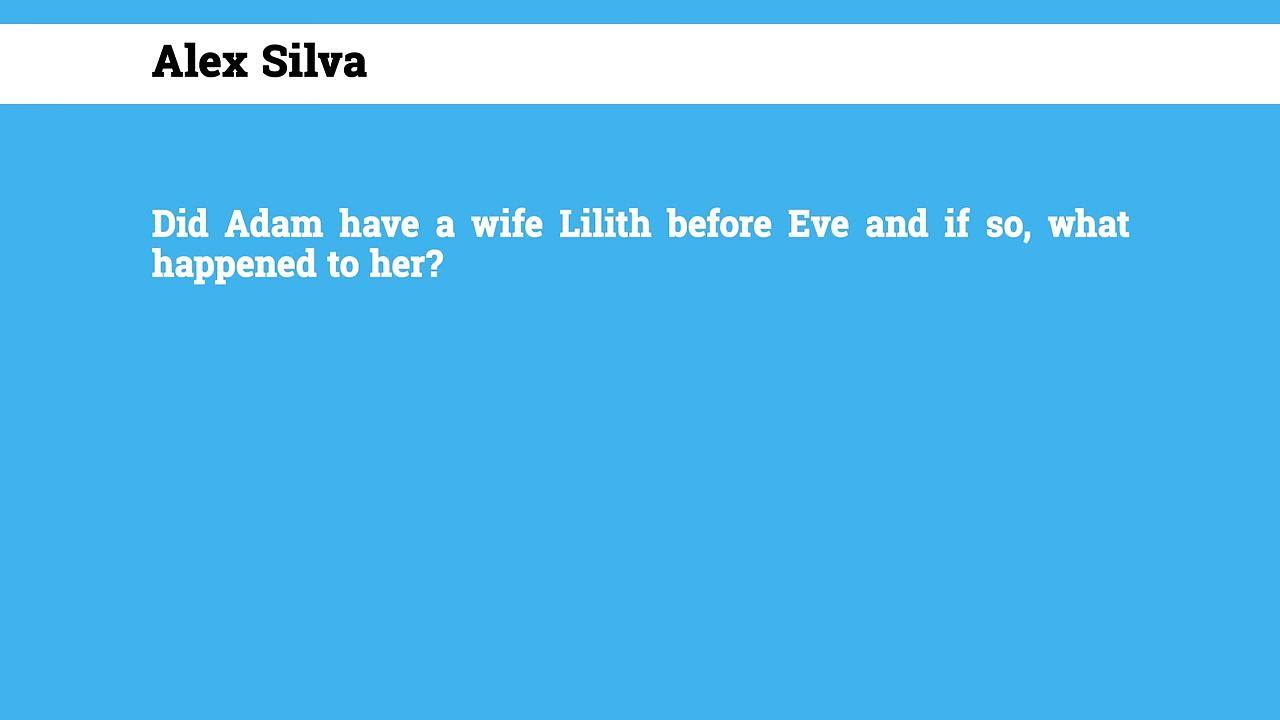 Alex Silva
Did Adam have a wife Lilith before Eve and if so, what
happened to her?